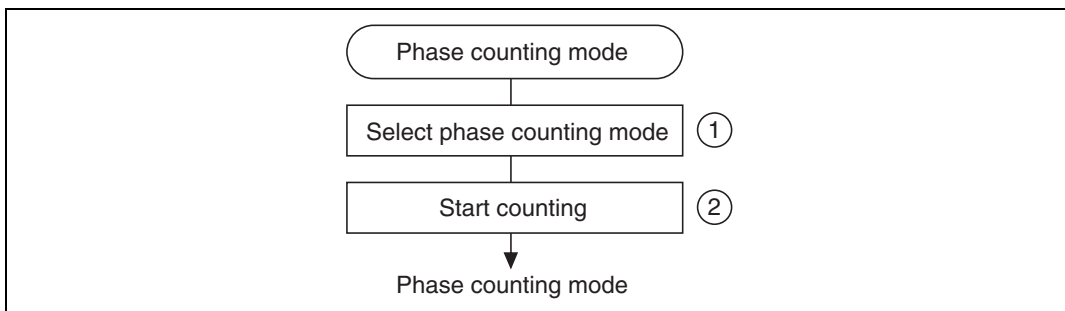 Phase counting mode
Select phase counting mode 1
Start counting 2
Phase counting mode